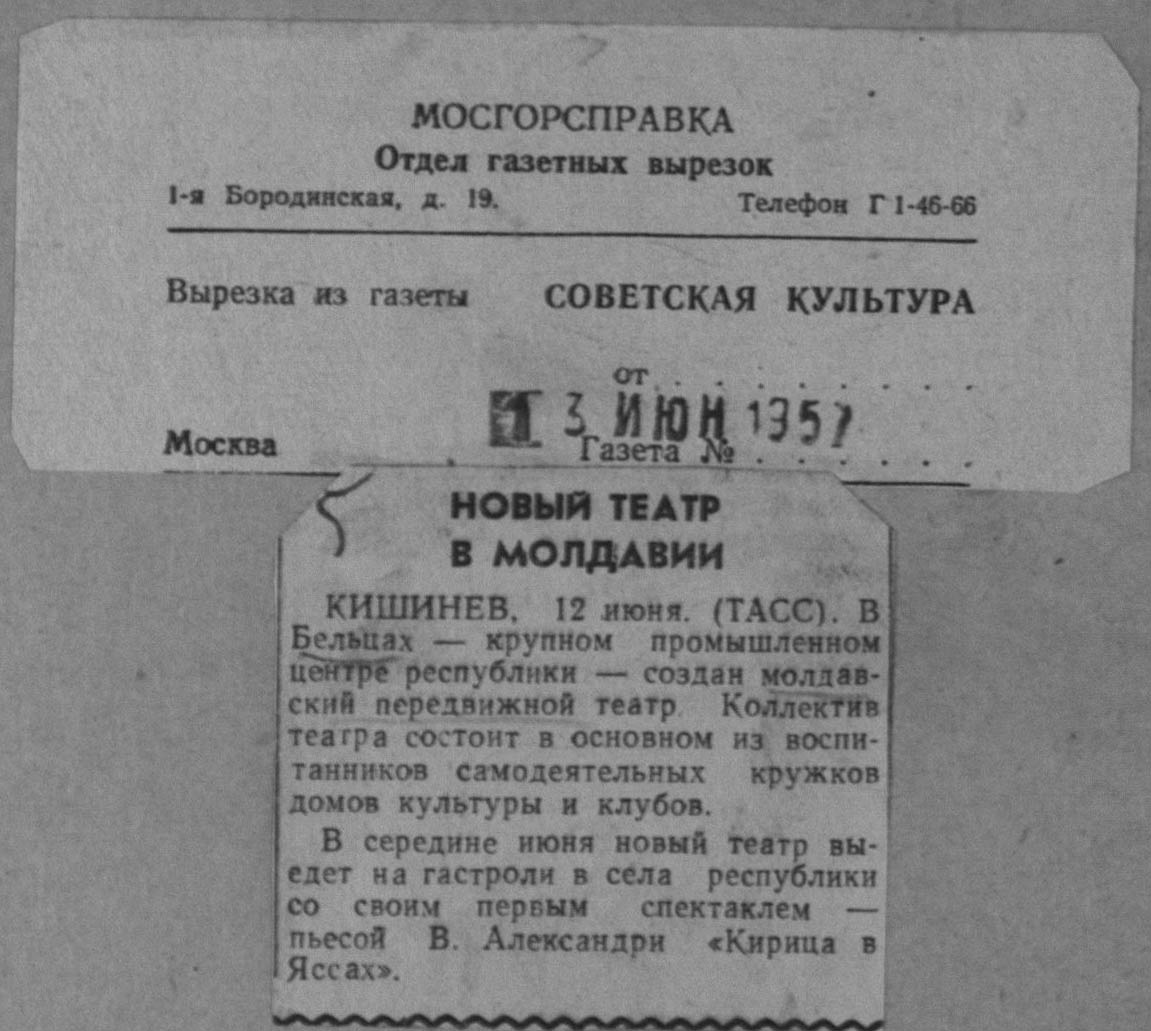 МОСГОРСПРАВКА
Отдел газетных вырезок
1-я Бородинская, д. 19. Телефон Г 1-46-66
Вырезка из газеты СОВЕТСКАЯ КУЛЬТУРА
от . . . . . . . .
13 ИЮН 1957
Москва Газета № . . . . . .
НОВЫЙ ТЕАТР
В МОЛДАВИИ
КИШИНЕВ, 12 июня. (ТАСС). В
Бельцах — крупном промышленном
центре республики — создан молдав-
ский передвижной театр. Коллектив
театра состоит в основном из воспи-
танников самодеятельных кружков
домов культуры и клубов.
В середине июня новый театр вы-
едет на гастроли в села республики
со своим первым спектаклем —
пьесой В. Александри «Кирица в
Яссах».